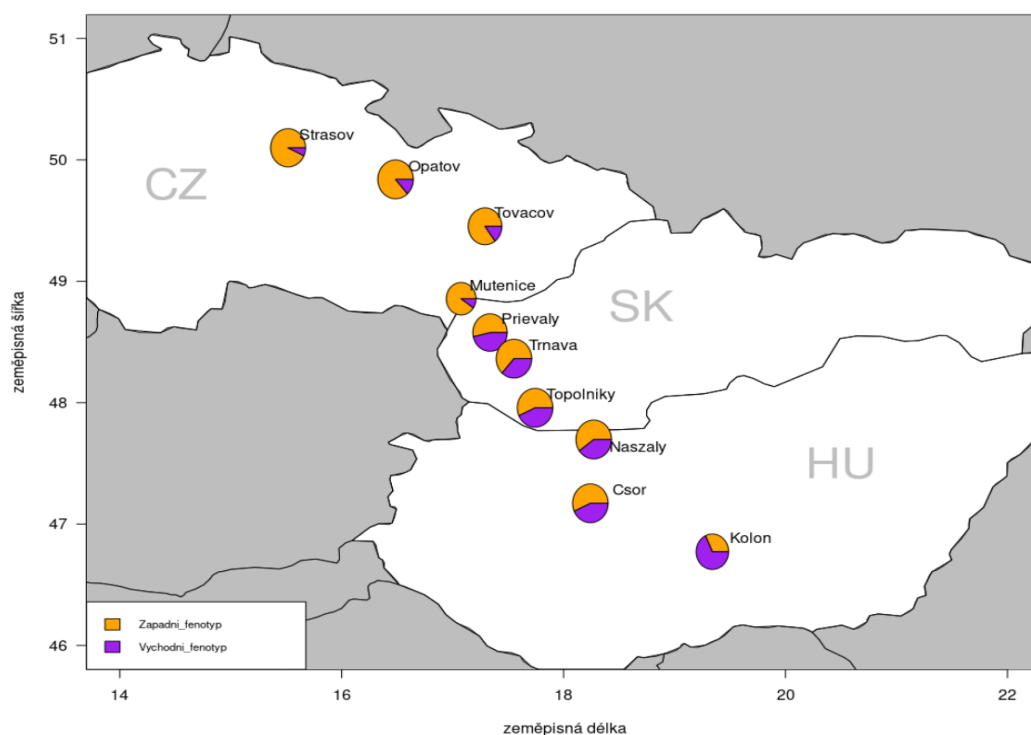 51
50
49
48
47
46
zeměpisná šířka
Strasov
Opatov
CZ
Tovacov
Mutenice
SK
Prievaly
Trnava
Topolniky
Naszaly
HU
Csor
Kolon
Zapadni_fenotyp
Vychodni_fenotyp
14 16 18 20 22
zeměpisná délka